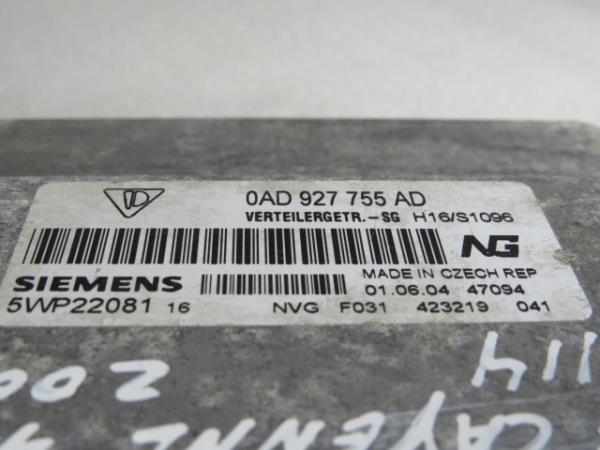 0AD 927 755 AD
VERTEILERGETR.-SG H16/S1096
NG
MADE IN CZECH REP
SIEMENS 01.06.04 47094
5WP22081 16 NVG F031 423219 041
114
CAYENNE